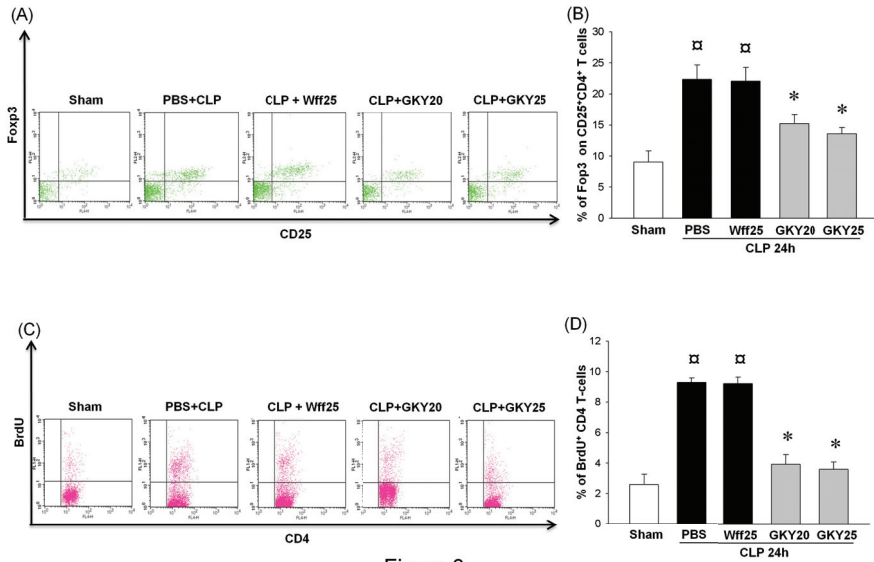 (A)
Foxp3
Sham
PBS+CLP
CLP + Wff25
CLP+GKY20
CLP+GKY25
CD25
(B)
% of Fop3 on CD25+CD4+ T cells
30
25
20
15
10
5
0
¤
¤
*
*
Sham
PBS
Wff25
GKY20
GKY25
CLP 24h
(C)
BrdU
Sham
PBS+CLP
CLP + Wff25
CLP+GKY20
CLP+GKY25
CD4
(D)
% of BrdU+ CD4 T-cells
12
10
8
6
4
2
0
¤
¤
*
*
Sham
PBS
Wff25
GKY20
GKY25
CLP 24h